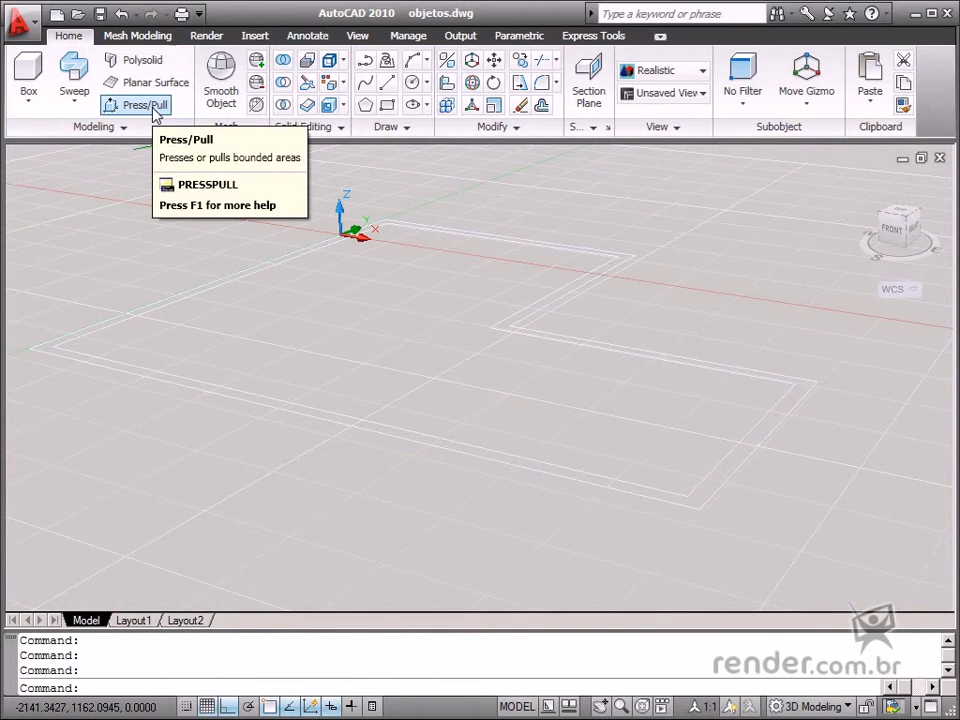 AutoCAD 2010 objetos.dwg
Type a keyword or phrase
Home Mesh Modeling Render Insert Annotate View Manage Output Parametric Express Tools
Box
Sweep
Polysolid
Planar Surface
Press/Pull
Smooth
Object
Section
Plane
Realistic
Unsaved View
No Filter
Move Gizmo
Paste
Modeling
Solid Editing
Draw
Modify
S...
View
Subobject
Clipboard
Press/Pull
Presses or pulls bounded areas
PRESSPULL
Press F1 for more help
Z
Y
X
FRONT
S
WCS
Model Layout1 Layout2
Command:
Command:
Command:
Command:
render.com.br
-2141.3427, 1162.0945, 0.0000
MODEL
1:1
3D Modeling